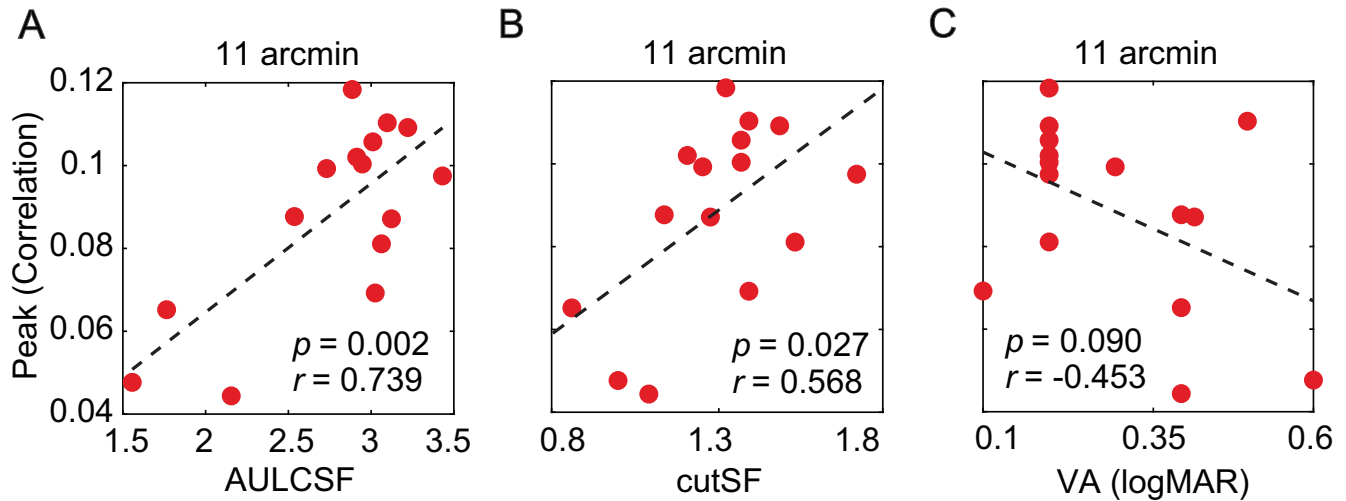 A
B
C
11 arcmin
11 arcmin
11 arcmin
Peak (Correlation)
0.12
0.1
0.08
0.06
0.04
p = 0.002
r = 0.739
p = 0.027
r = 0.568
p = 0.090
r = -0.453
1.5 2 2.5 3 3.5
0.8 1.3 1.8
0.1 0.35 0.6
AULCSF
cutSF
VA (logMAR)